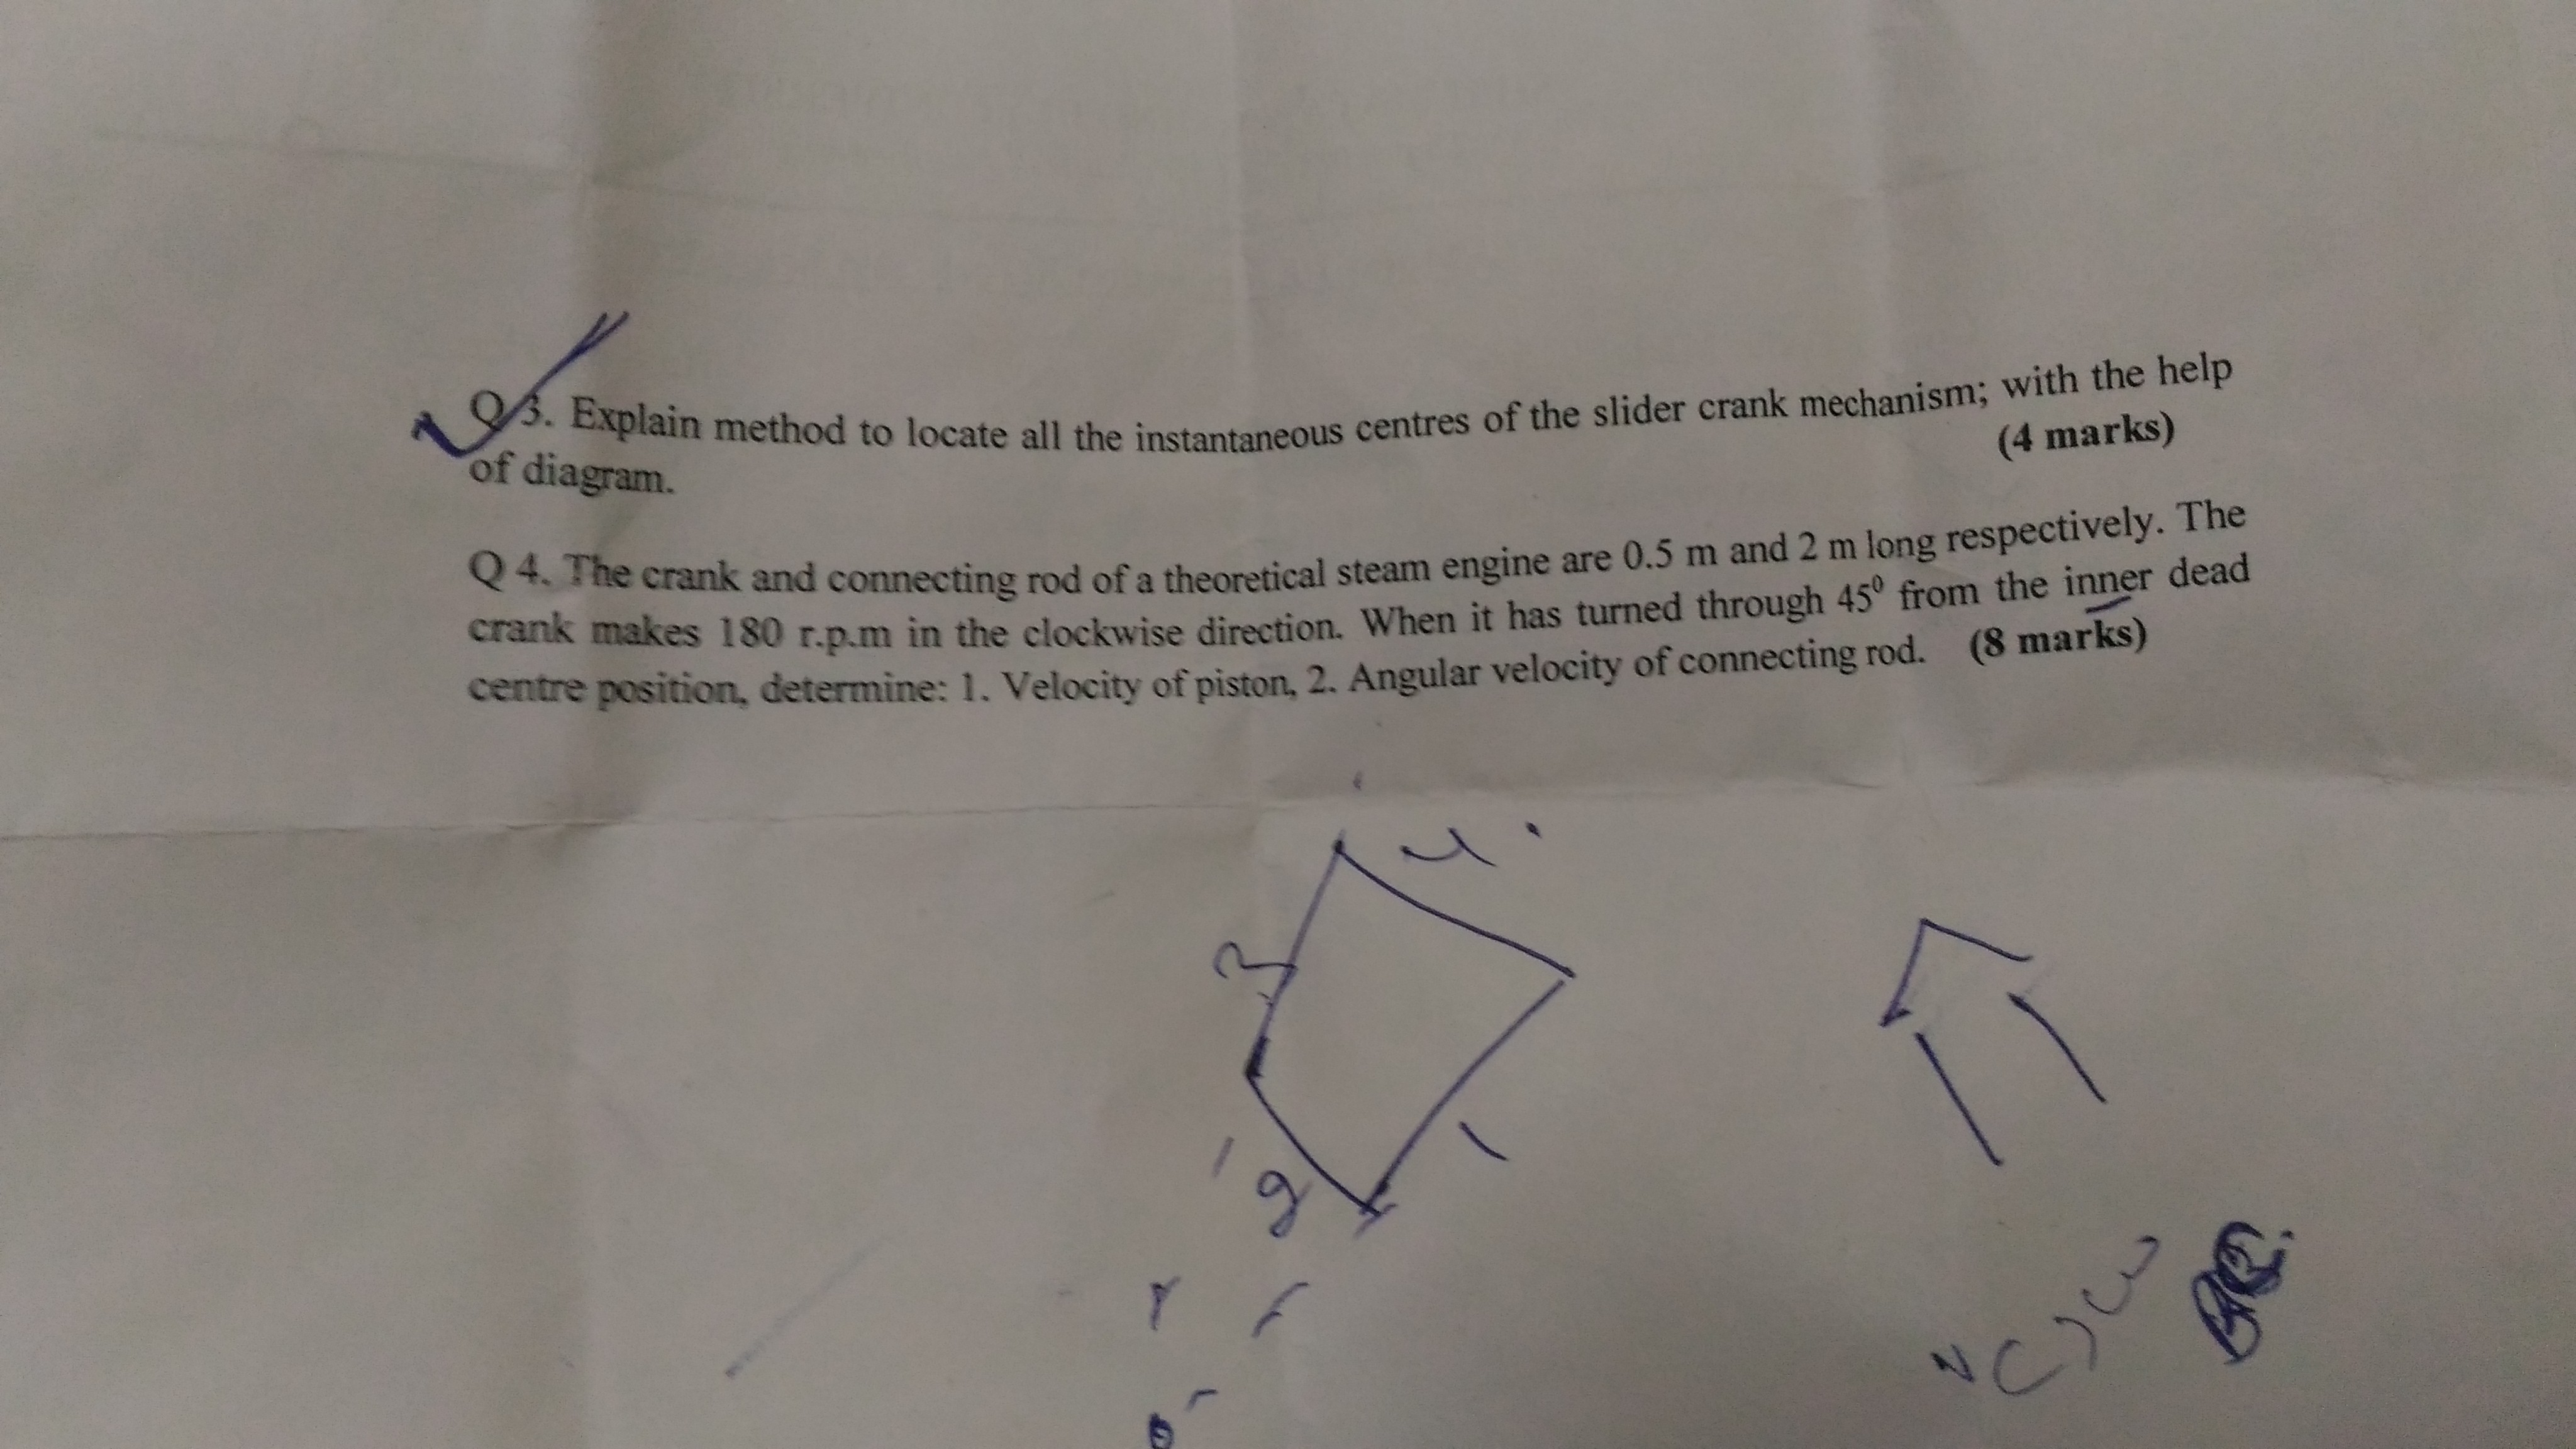 Q 3. Explain method to locate all the instantaneous centres of the slider crank mechanism; with the help
of diagram. (4 marks)
Q 4. The crank and connecting rod of a theoretical steam engine are 0.5 m and 2 m long respectively. The
crank makes 180 r.p.m in the clockwise direction. When it has turned through 45⁰ from the inner dead
centre position, determine: 1. Velocity of piston, 2. Angular velocity of connecting rod. (8 marks)
4
3
1
2